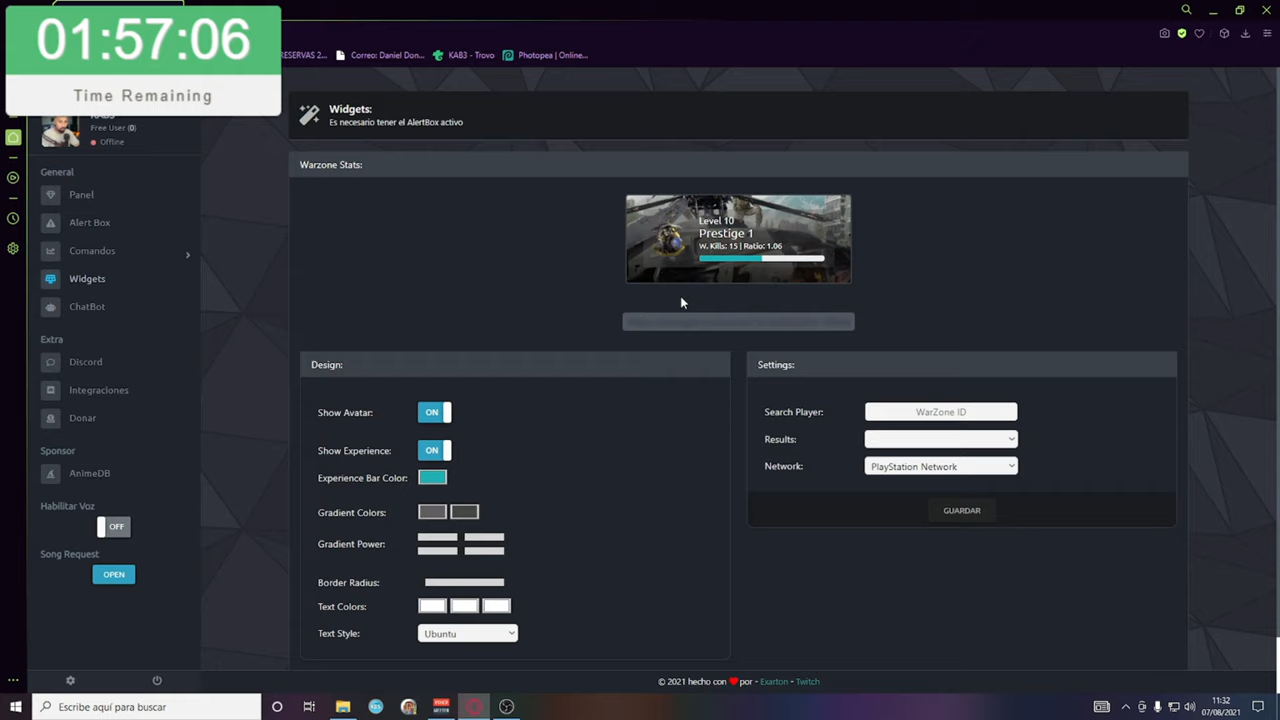 01:57:06
Time Remaining
RESERVAS 2...
Correo: Daniel Don...
KAB3 - Trovo
Photopea | Online...
Free User (0)
Offline
General
Panel
Alert Box
Comandos
Widgets
ChatBot
Extra
Discord
Integraciones
Donar
Sponsor
AnimeDB
Habilitar Voz
OFF
Song Request
OPEN
Widgets:
Es necesario tener el AlertBox activo
Warzone Stats:
Level 10
Prestige 1
W. Kills: 15 | Ratio: 1.06
Design:
Show Avatar:
ON
Show Experience:
ON
Experience Bar Color:
Gradient Colors:
Gradient Power:
Border Radius:
Text Colors:
Text Style:
Ubuntu
Settings:
Search Player:
WarZone ID
Results:
Network:
PlayStation Network
GUARDAR
© 2021 hecho con ❤ por - Exarton - Twitch
Escribe aquí para buscar
11:32
07/08/2021